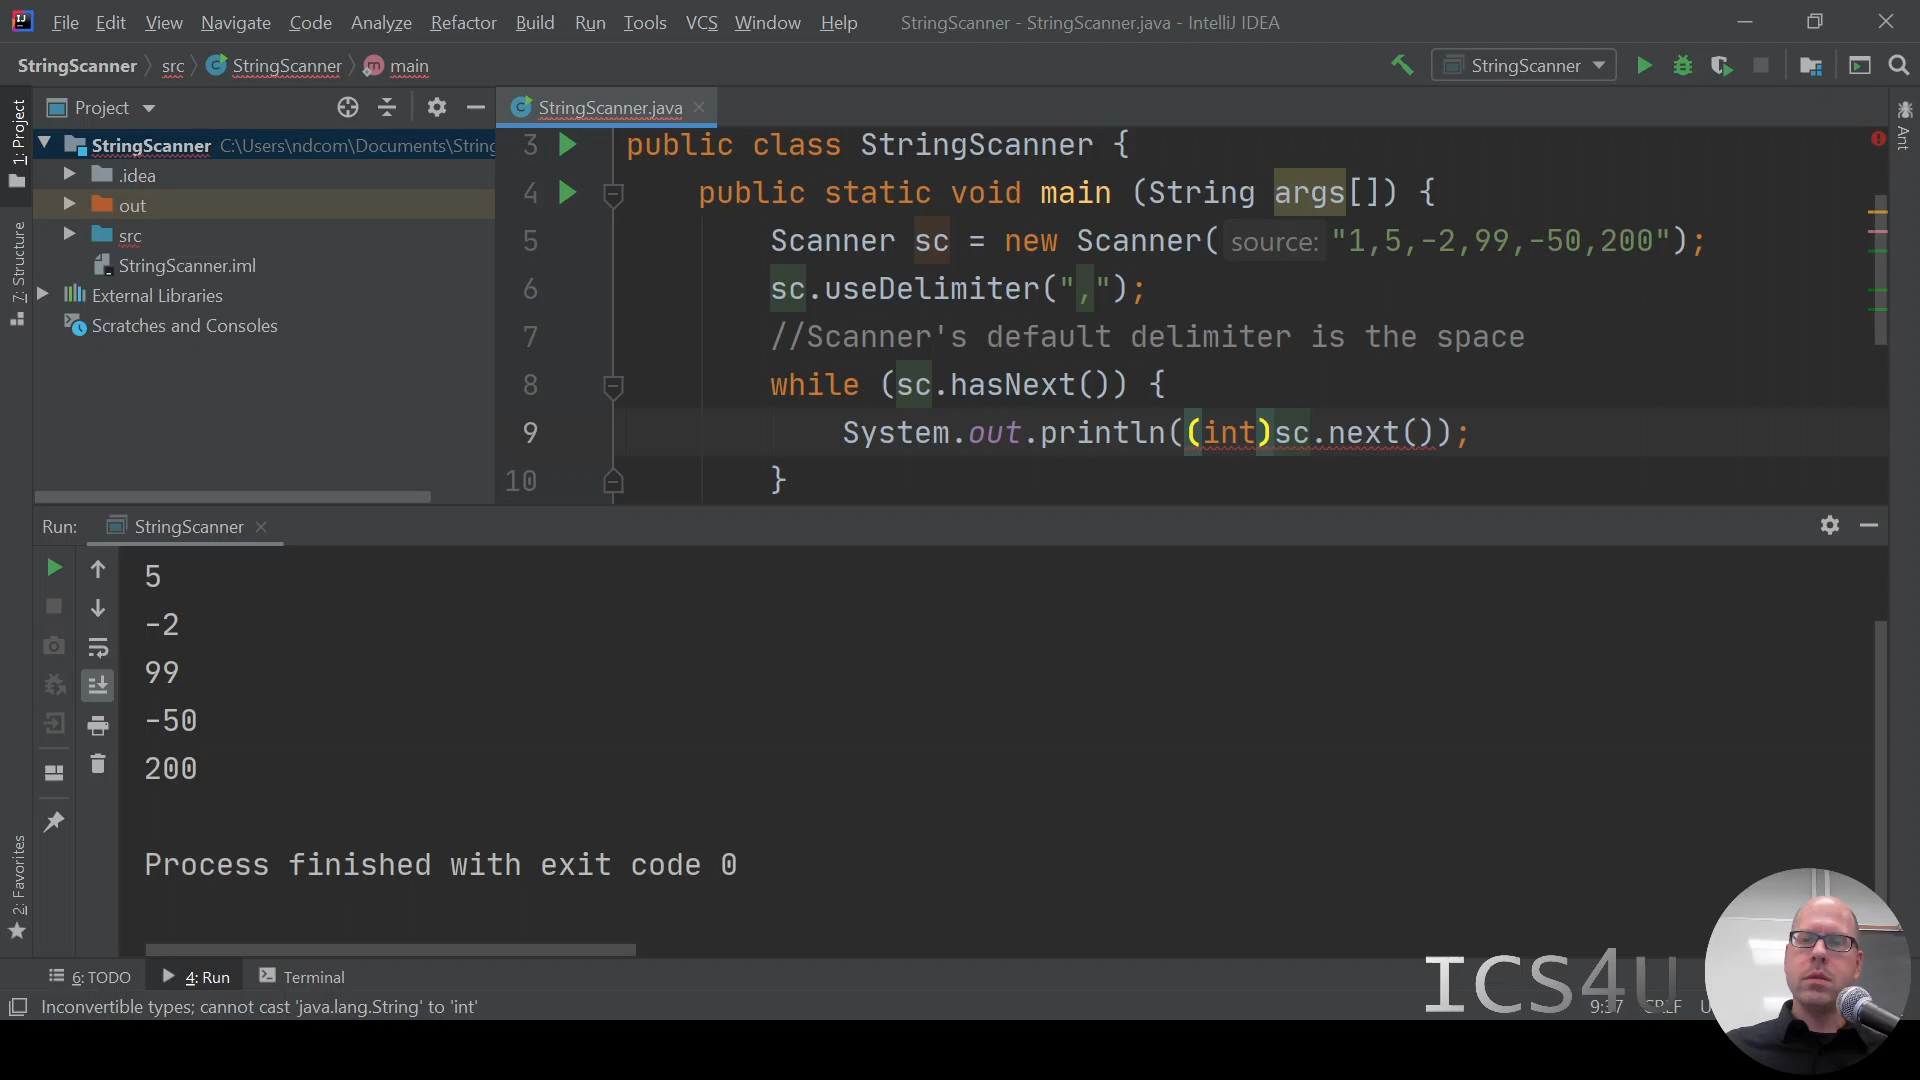 File Edit View Navigate Code Analyze Refactor Build Run Tools VCS Window Help StringScanner - StringScanner.java - IntelliJ IDEA
StringScanner src StringScanner main StringScanner
Project StringScanner.java
1: Project
7: Structure
2: Favorites
Ant
StringScanner C:\Users\ndcom\Documents\String
.idea
out
src
StringScanner.iml
External Libraries
Scratches and Consoles
3 public class StringScanner {
4 public static void main (String args[]) {
5 Scanner sc = new Scanner( source: "1,5,-2,99,-50,200");
6 sc.useDelimiter(",");
7 //Scanner's default delimiter is the space
8 while (sc.hasNext()) {
9 System.out.println((int)sc.next());
10 }
Run: StringScanner
5
-2
99
-50
200
Process finished with exit code 0
6: TODO 4: Run Terminal
ICS4U
Inconvertible types; cannot cast 'java.lang.String' to 'int' 9:37 CRLF